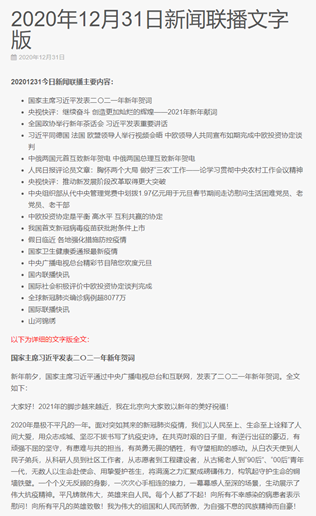 2020年12月31日新闻联播文字
版
2020年12月31日
20201231今日新闻联播主要内容：
国家主席习近平发表二〇二一年新年贺词
央视快评：继续奋斗 创造更加灿烂的辉煌——2021年新年献词
全国政协举行新年茶话会 习近平发表重要讲话
习近平同德国 法国 欧盟领导人举行视频会晤 中欧领导人共同宣布如期完成中欧投资协定谈
判
中俄两国元首互致新年贺电 中俄两国总理互致新年贺电
人民日报评论员文章：胸怀两个大局 做好“三农”工作——论学习贯彻中央农村工作会议精神
央视快评：推动新发展阶段改革取得更大突破
中央组织部从代中央管理党费中划拨1.97亿元用于元旦春节期间走访慰问生活困难党员、老
党员、老干部
中欧投资协定是平衡 高水平 互利共赢的协定
我国首支新冠病毒疫苗获批附条件上市
假日临近 各地强化措施防控疫情
国家卫生健康委通报最新疫情
中央广播电视总台精彩节目陪您欢度元旦
国内联播快讯
国际社会积极评价中欧投资协定谈判完成
全球新冠肺炎确诊病例超8077万
国际联播快讯
山河锦绣
以下为详细的文字版全文：
国家主席习近平发表二〇二一年新年贺词
新年前夕，国家主席习近平通过中央广播电视总台和互联网，发表了二〇二一年新年贺词。全文
如下：
大家好！2021年的脚步越来越近，我在北京向大家致以新年的美好祝福！
2020年是极不平凡的一年。面对突如其来的新冠肺炎疫情，我们以人民至上、生命至上诠释了人
间大爱，用众志成城、坚忍不拔书写了抗疫史诗。在共克时艰的日子里，有逆行出征的豪迈，有
顽强不屈的坚守，有患难与共的担当，有英勇无畏的牺牲，有守望相助的感动。从白衣天使到人
民子弟兵，从科研人员到社区工作者，从志愿者到工程建设者，从古稀老人到“90后”、“00后”青年
一代，无数人以生命赴使命、用挚爱护苍生，将涓滴之力汇聚成磅礴伟力，构筑起守护生命的铜
墙铁壁。一个个义无反顾的身影，一次次心手相连的接力，一幕幕感人至深的场景，生动展示了
伟大抗疫精神。平凡铸就伟大，英雄来自人民。每个人都了不起！向所有不幸感染的病患者表示
慰问！向所有平凡的英雄致敬！我为伟大的祖国和人民而骄傲，为自强不息的民族精神而自豪！